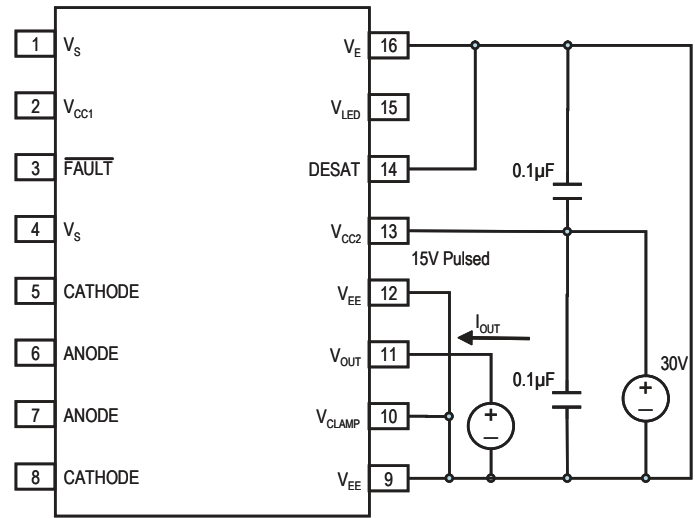 1 VS VE 16
2 VCC1 VLED 15
3 FAULT DESAT 14
0.1µF
4 VS VCC2 13
15V Pulsed
5 CATHODE VEE 12
IOUT
6 ANODE VOUT 11
30V
0.1µF
7 ANODE VCLAMP 10
+
−
+
−
8 CATHODE VEE 9